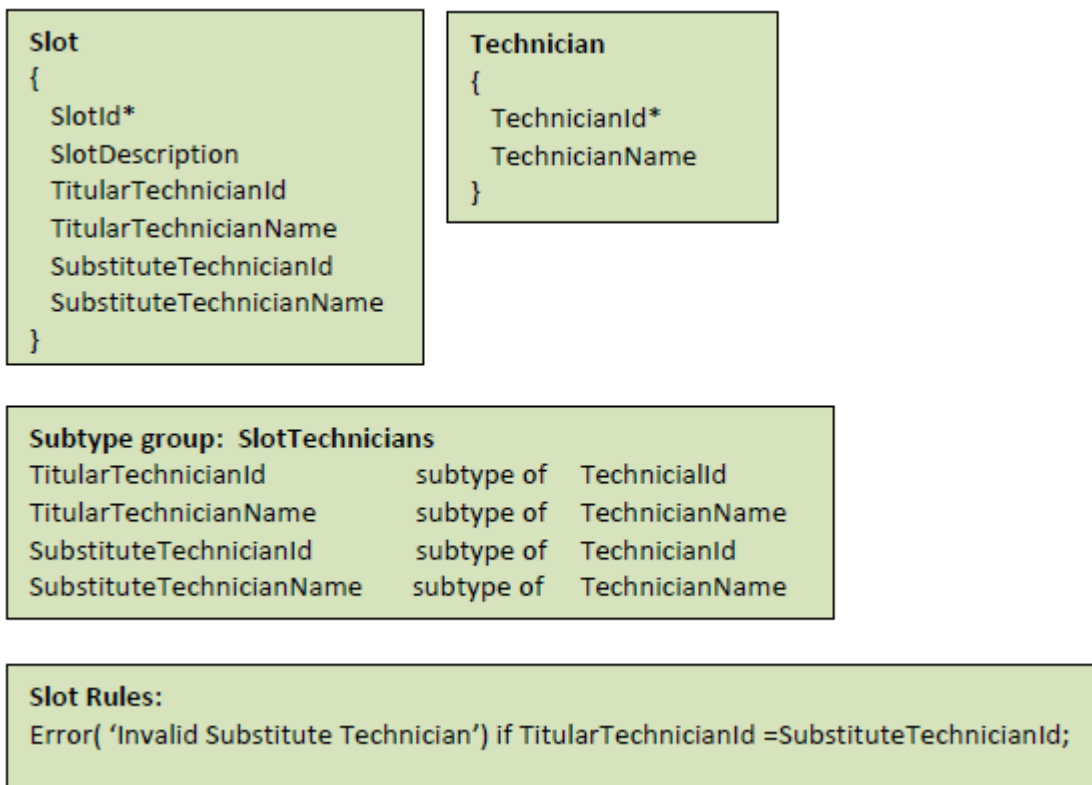 Slot
{
SlotId*
SlotDescription
TitularTechnicianId
TitularTechnicianName
SubstituteTechnicianId
SubstituteTechnicianName
}
Technician
{
TechnicianId*
TechnicianName
}
Subtype group: SlotTechnicians
TitularTechnicianId subtype of TechnicialId
TitularTechnicianName subtype of TechnicianName
SubstituteTechnicianId subtype of TechnicianId
SubstituteTechnicianName subtype of TechnicianName
Slot Rules:
Error( ‘Invalid Substitute Technician’) if TitularTechnicianId =SubstituteTechnicianId;